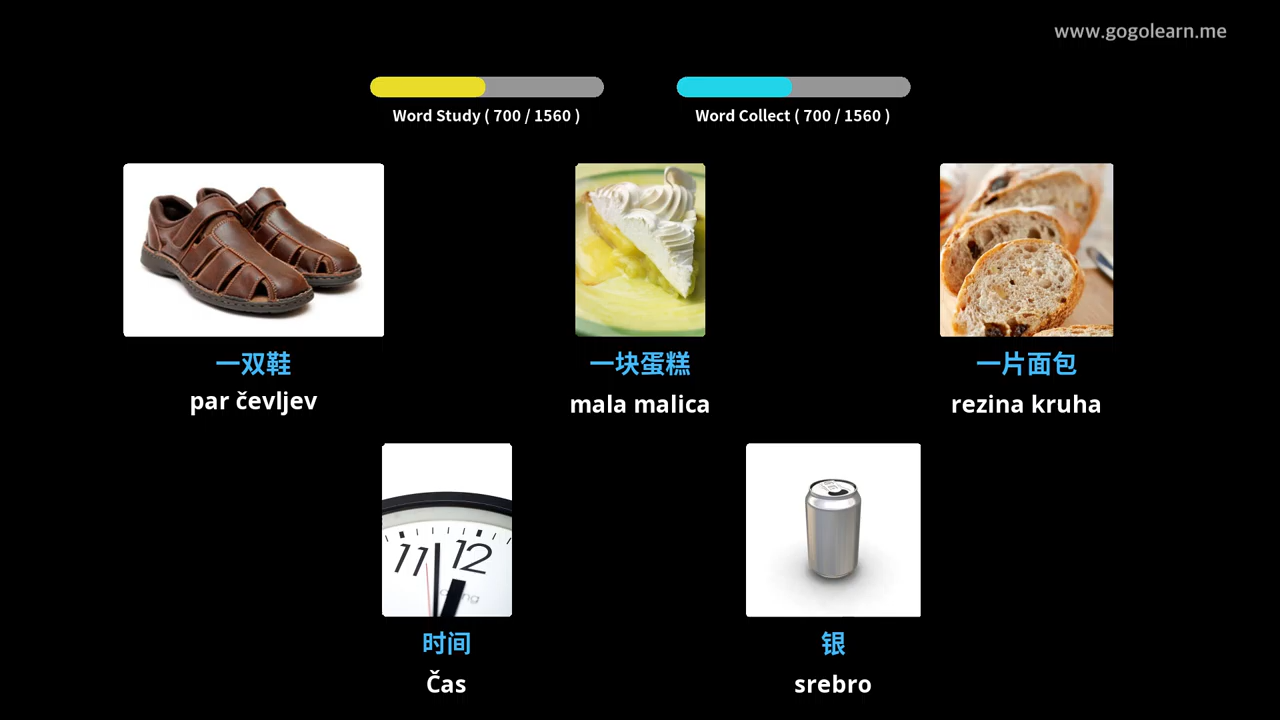 www.gogolearn.me
Word Study ( 700 / 1560 )
Word Collect ( 700 / 1560 )
一双鞋
par čevljev
一块蛋糕
mala malica
一片面包
rezina kruha
11 12
时间
Čas
银
srebro